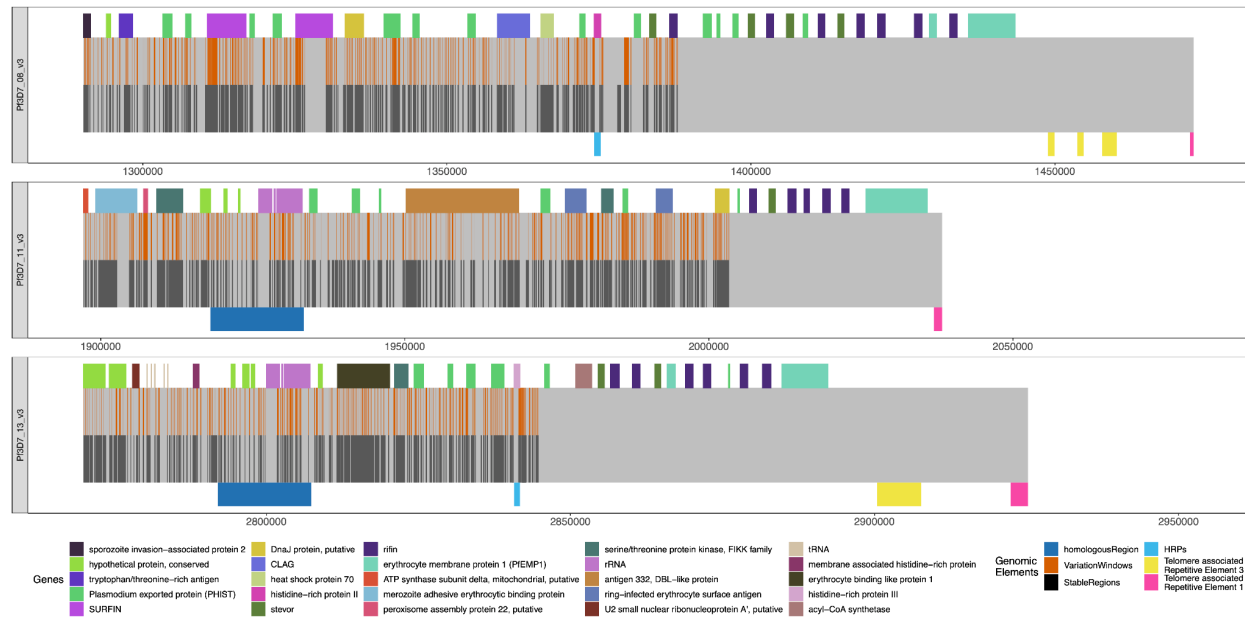 Pf3D7_08_v3
1300000 1350000 1400000 1450000
Pf3D7_11_v3
1900000 1950000 2000000 2050000
Pf3D7_13_v3
2800000 2850000 2900000 2950000
Genes
sporozoite invasion−associated protein 2
hypothetical protein, conserved
tryptophan/threonine−rich antigen
Plasmodium exported protein (PHIST)
SURFIN
DnaJ protein, putative
CLAG
heat shock protein 70
histidine−rich protein II
stevor
rifin
erythrocyte membrane protein 1 (PfEMP1)
ATP synthase subunit delta, mitochondrial, putative
merozoite adhesive erythrocytic binding protein
peroxisome assembly protein 22, putative
rRNA
antigen 332, DBL−like protein
ring−infected erythrocyte surface antigen
U2 small nuclear ribonucleoprotein A', putative
serine/threonine protein kinase, FIKK family
tRNA
membrane associated histidine−rich protein
erythrocyte binding like protein 1
histidine−rich protein III
acyl−CoA synthetase
Genomic
Elements
homologousRegion
VariationWindows
StableRegions
HRPs
Telomere associated
Repetitive Element 3
Telomere associated
Repetitive Element 1